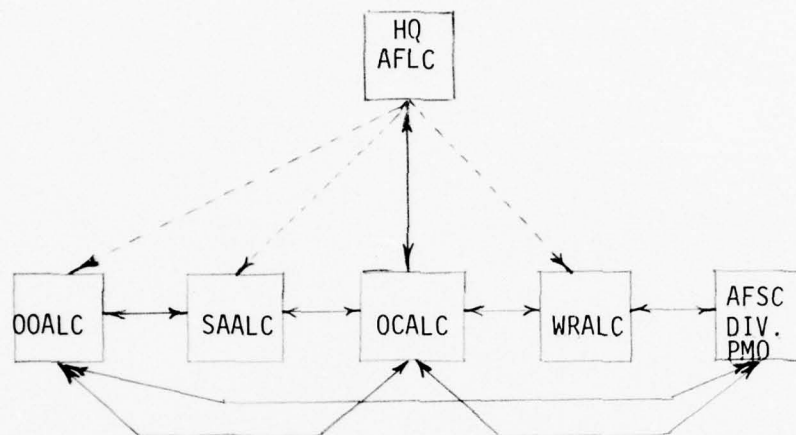 HQ
AFLC
OOALC
SAALC
OCALC
WRALC
AFSC
DIV.
PMO